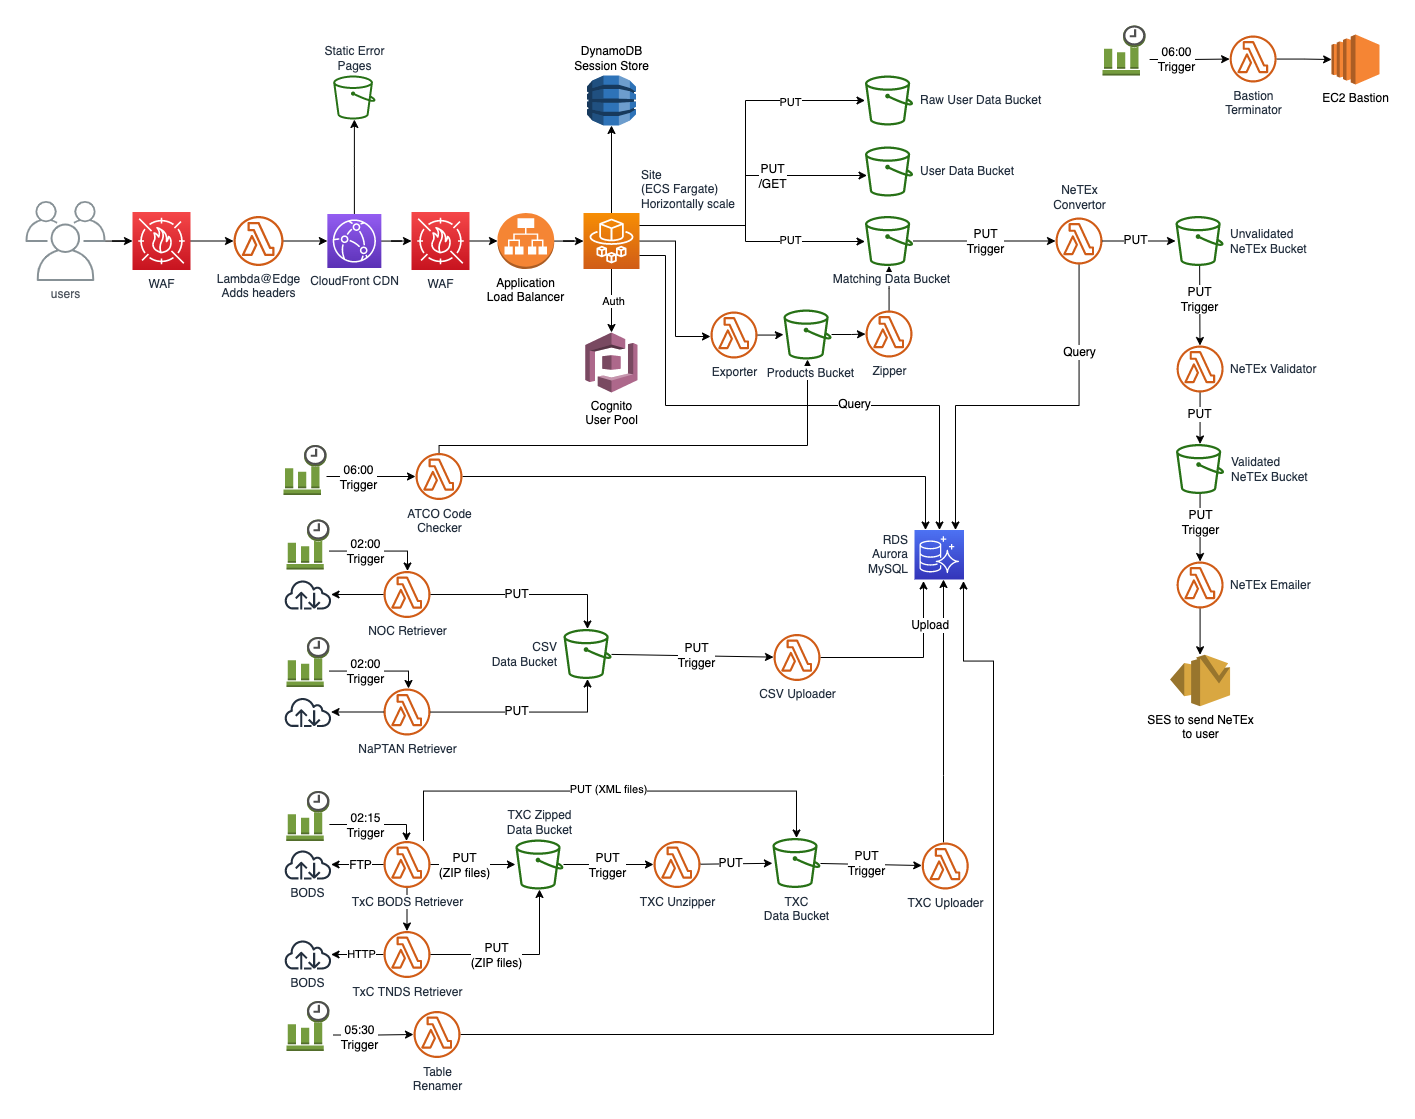 Static Error
Pages
DynamoDB
Session Store
PUT
Raw User Data Bucket
06:00
Trigger
Bastion
Terminator
EC2 Bastion
Site
(ECS Fargate)
Horizontally scale
PUT
/GET
User Data Bucket
NeTEx
Convertor
users
WAF
Lambda@Edge
Adds headers
CloudFront CDN
WAF
Application
Load Balancer
PUT
Matching Data Bucket
PUT
Trigger
PUT
Unvalidated
NeTEx Bucket
Auth
PUT
Trigger
Exporter
Products Bucket
Zipper
Query
NeTEx Validator
Cognito
User Pool
Query
PUT
06:00
Trigger
ATCO Code
Checker
Validated
NeTEx Bucket
PUT
Trigger
02:00
Trigger
RDS
Aurora
MySQL
NOC Retriever
PUT
NeTEx Emailer
Upload
CSV
Data Bucket
PUT
Trigger
CSV Uploader
02:00
Trigger
PUT
NaPTAN Retriever
SES to send NeTEx
to user
PUT (XML files)
02:15
Trigger
TXC Zipped
Data Bucket
BODS
FTP
TxC BODS Retriever
PUT
(ZIP files)
PUT
Trigger
TXC Unzipper
PUT
TXC
Data Bucket
PUT
Trigger
TXC Uploader
BODS
HTTP
TxC TNDS Retriever
PUT
(ZIP files)
05:30
Trigger
Table
Renamer